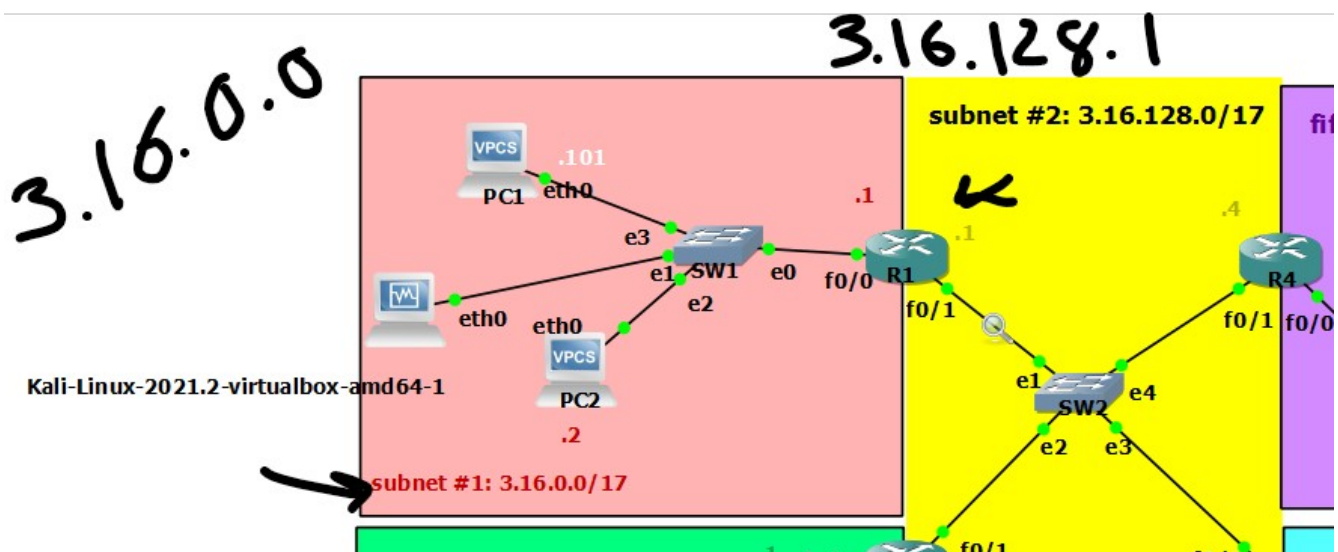 3.16.128.1
3.16.0.0
subnet #2: 3.16.128.0/17
VPCS
.101
PC1
eth0
.1
.4
.1
e3
SW1
e0
f0/0
R1
R4
e1
e2
f0/1
f0/1
f0/0
eth0
eth0
VPCS
PC2
Kali-Linux-2021.2-virtualbox-amd64-1
e1
e4
SW2
.2
e2
e3
subnet #1: 3.16.0.0/17
f0/1